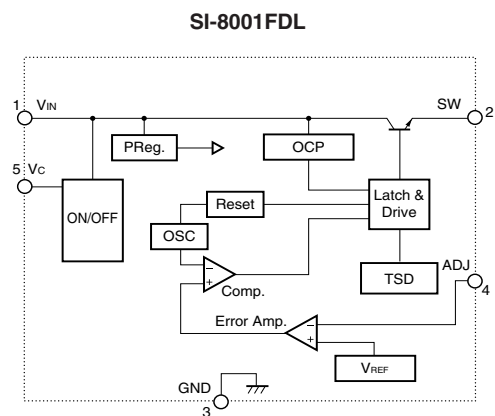 SI-8001FDL
1 VIN
SW 2
PReg.
OCP
5 VC
ON/OFF
Latch &
Drive
Reset
OSC
−
+
Comp.
TSD
ADJ
4
Error Amp.
−
+
VREF
GND
3